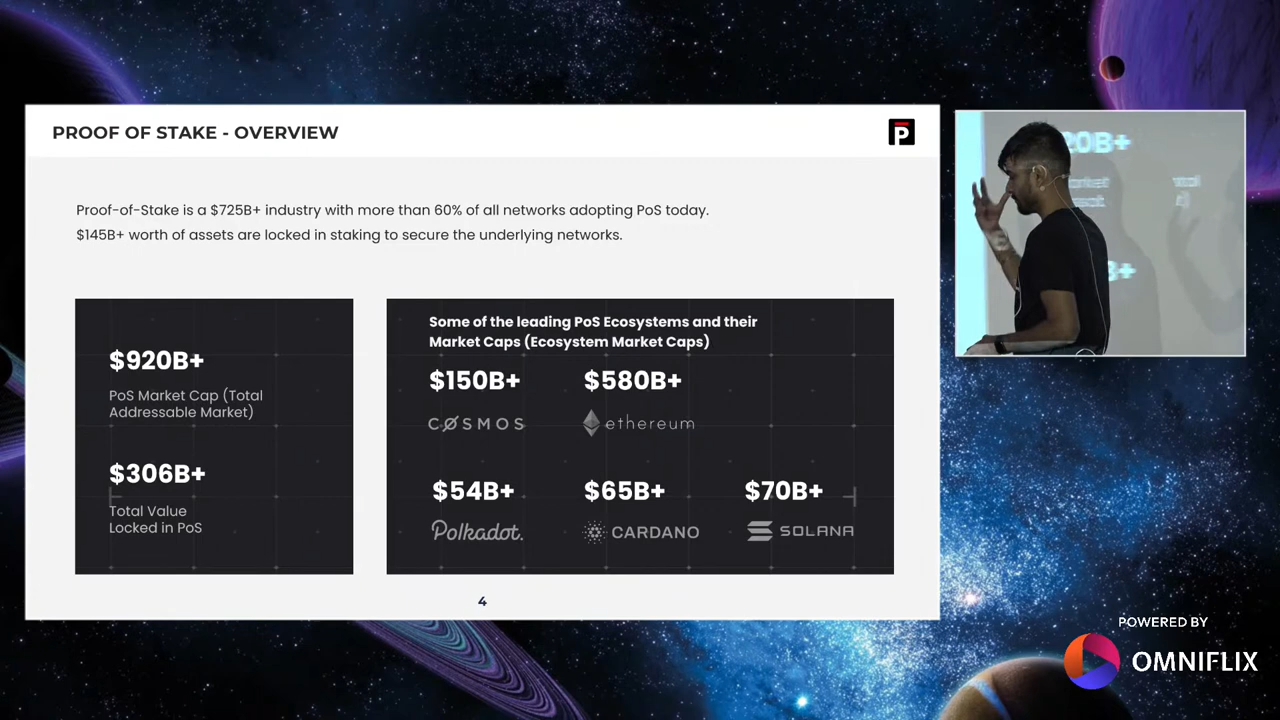 PROOF OF STAKE - OVERVIEW
P
Proof-of-Stake is a $725B+ industry with more than 60% of all networks adopting PoS today.
$145B+ worth of assets are locked in staking to secure the underlying networks.
$920B+
PoS Market Cap (Total
Addressable Market)
$306B+
Total Value
Locked in PoS
Some of the leading PoS Ecosystems and their
Market Caps (Ecosystem Market Caps)
$150B+ $580B+
COSMOS ethereum
$54B+ $65B+ $70B+
Polkadot. CARDANO SOLANA
4
20B+
POWERED BY
OMNIFLIX